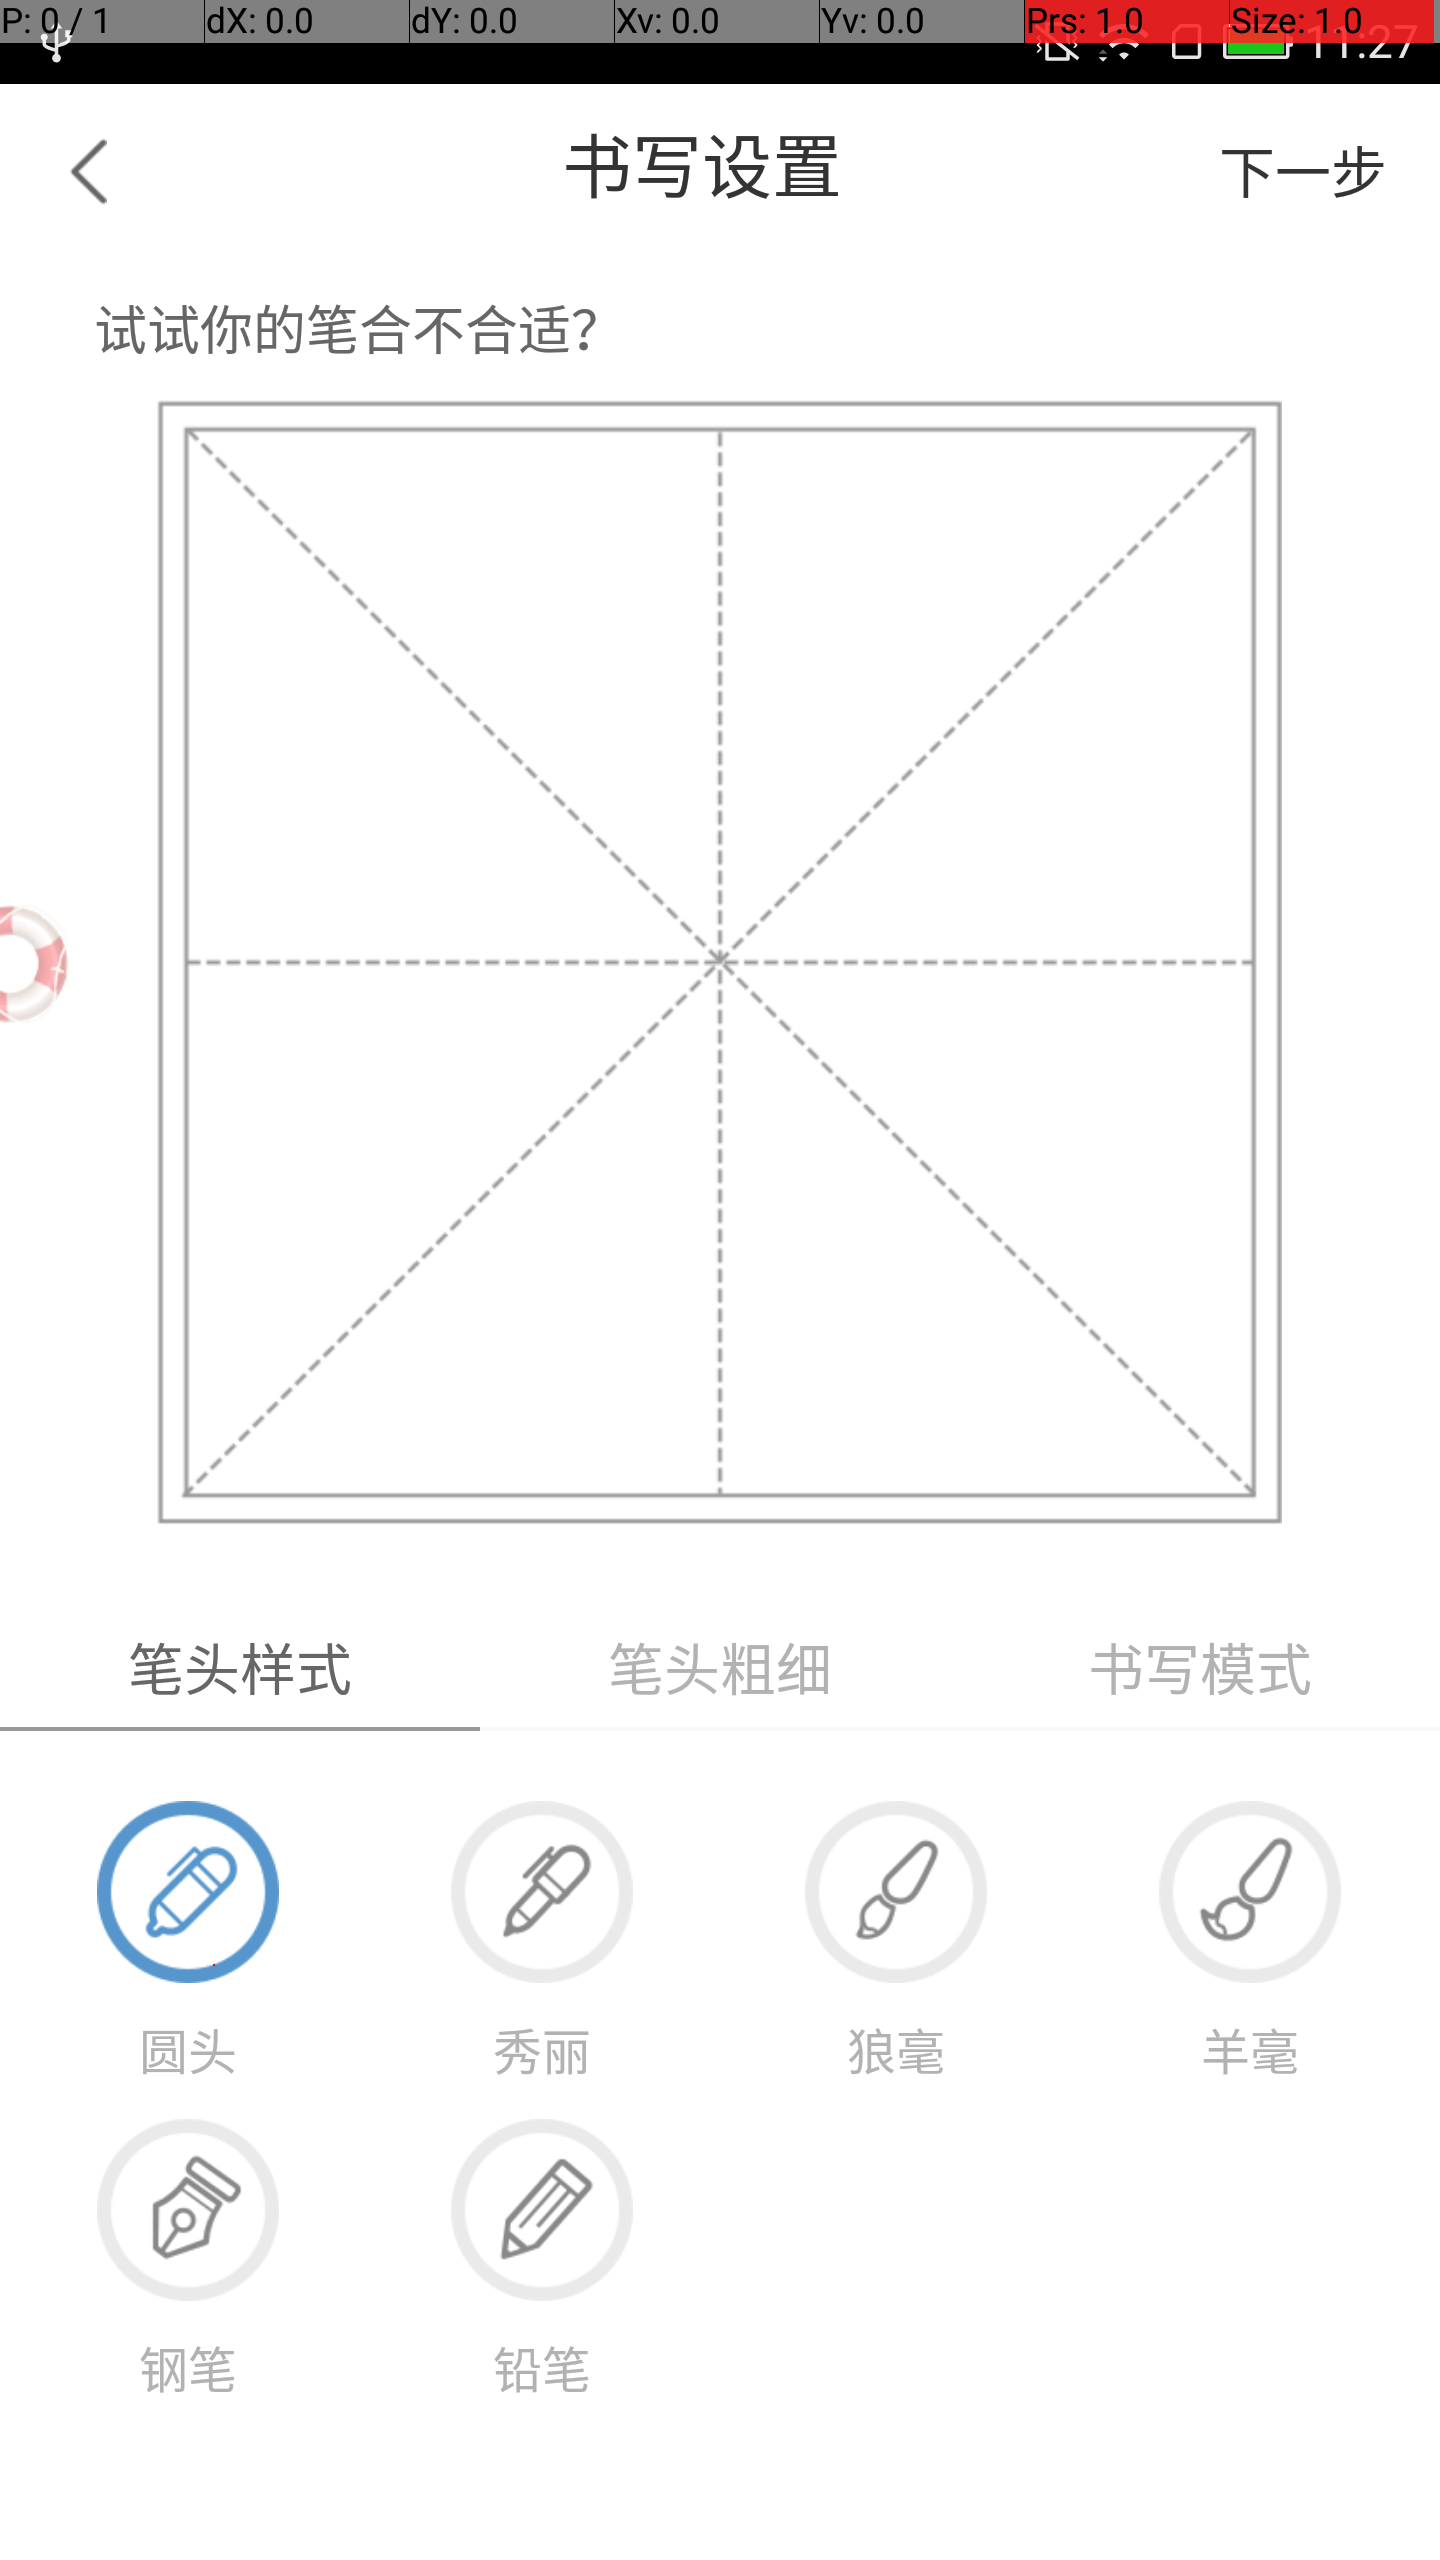 P: 0 / 1 dX: 0.0 dY: 0.0 Xv: 0.0 Yv: 0.0 Prs: 1.0 Size: 1.0
11:27
书写设置
下一步
试试你的笔合不合适?
笔头样式 笔头粗细 书写模式
圆头 秀丽 狼毫 羊毫
钢笔 铅笔